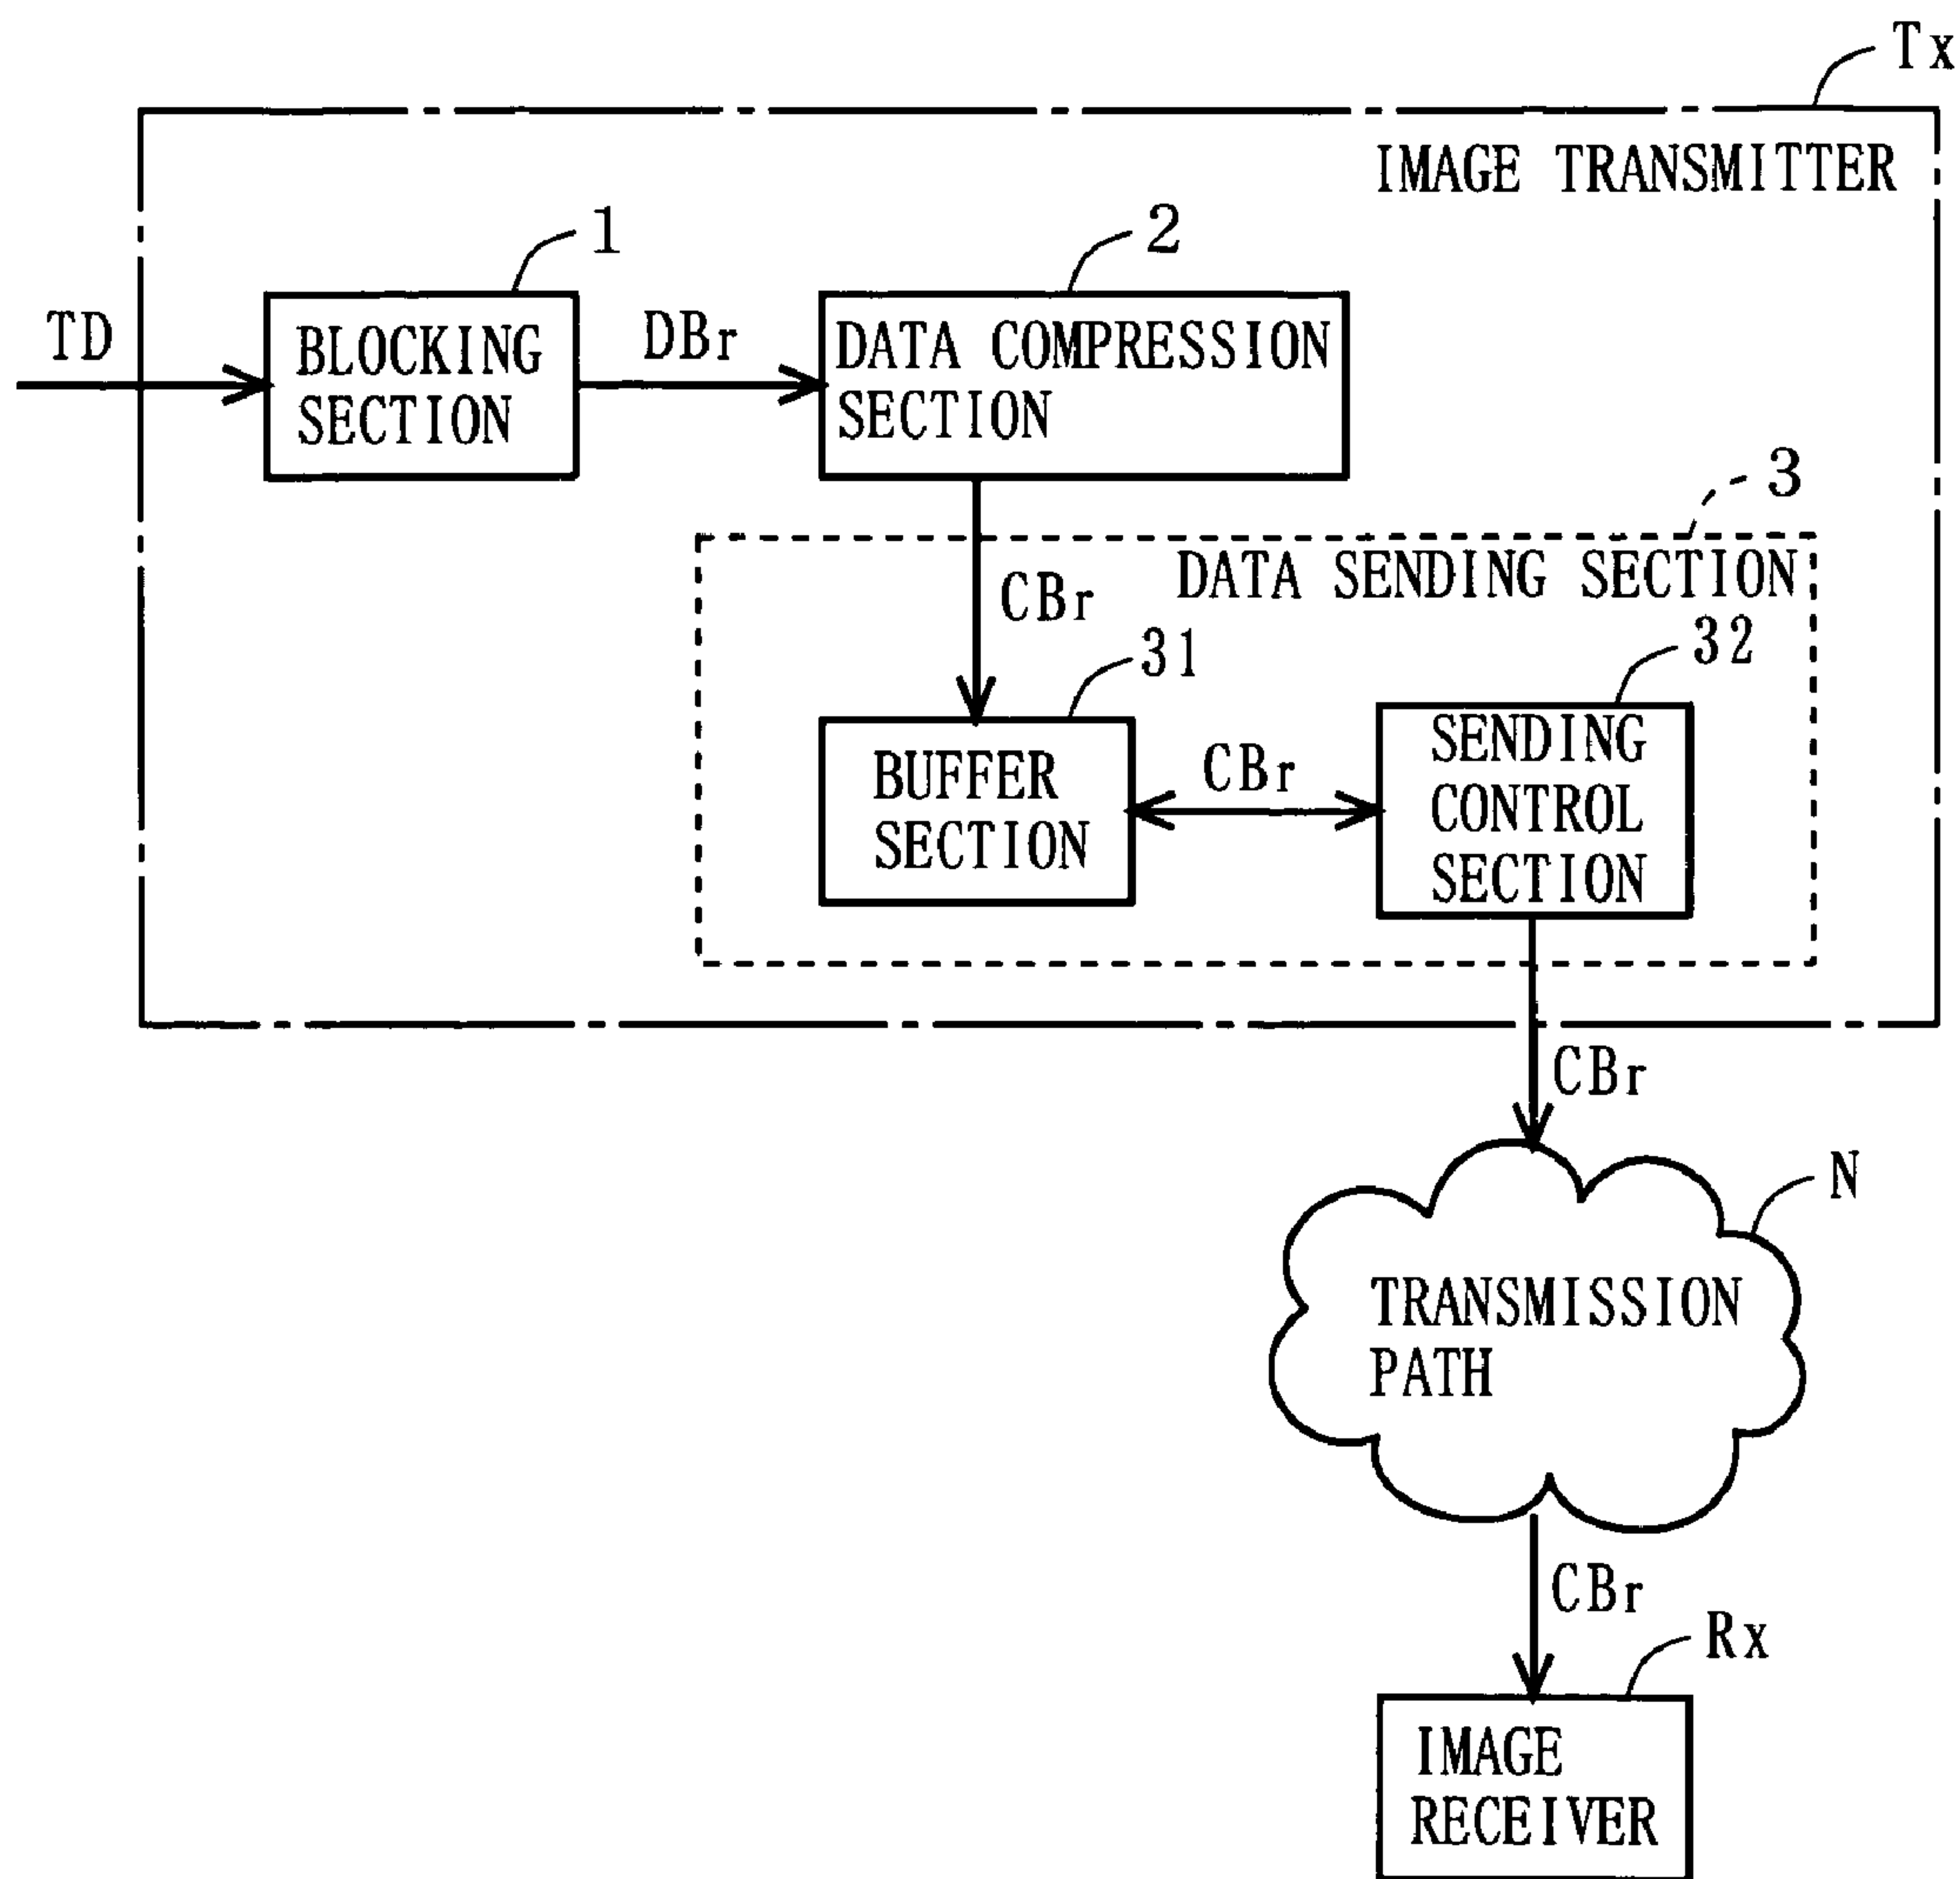 Tx
IMAGE TRANSMITTER
1
2
TD
BLOCKING
SECTION
DBr
DATA COMPRESSION
SECTION
3
DATA SENDING SECTION
CBr
31
32
BUFFER
SECTION
CBr
SENDING
CONTROL
SECTION
CBr
N
TRANSMISSION
PATH
CBr
Rx
IMAGE
RECEIVER